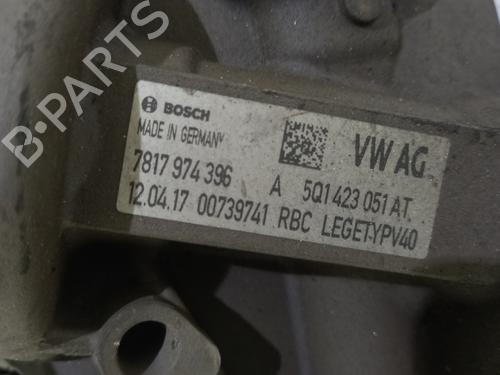 BOSCH
MADE IN GERMANY
VW AG
7817 974 396 A 5Q1 423 051 AT
12.04.17 00739741 RBC LEGETYPV40
B-PARTS